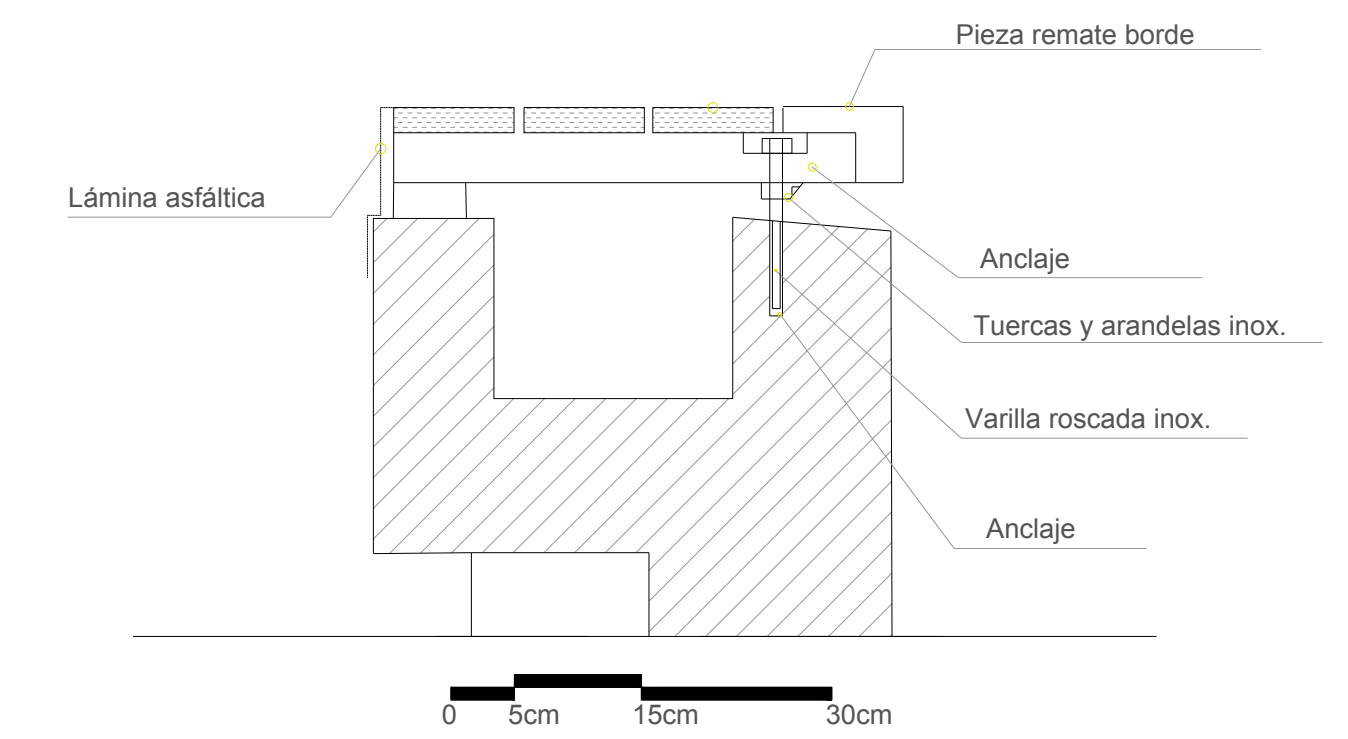 Pieza remate borde
Lámina asfáltica
Anclaje
Tuercas y arandelas inox.
Varilla roscada inox.
Anclaje
0 5cm 15cm 30cm